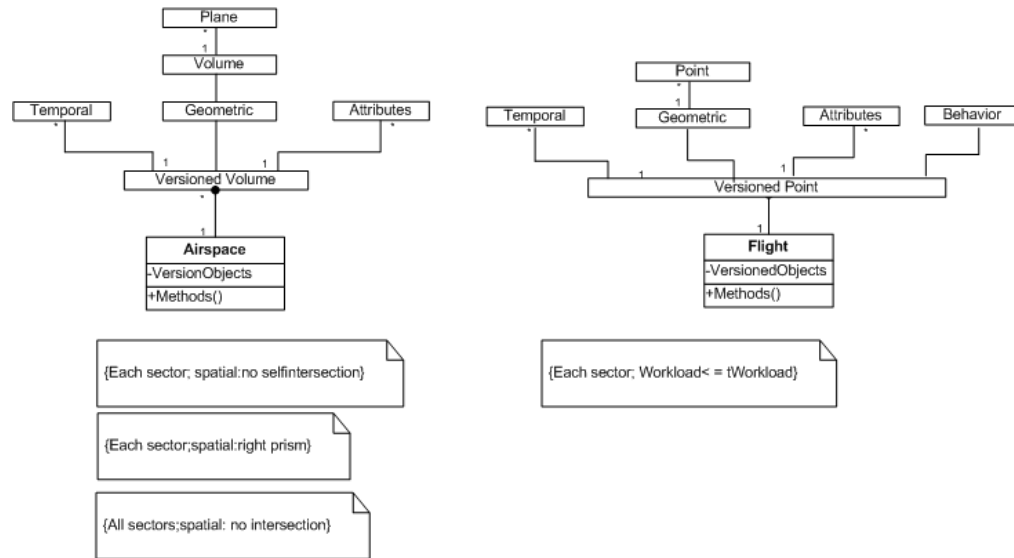 Plane
*
1
Volume
Temporal
Geometric
Attributes
*
*
1
1
Versioned Volume
*
1
Airspace
-VersionObjects
+Methods()
{Each sector; spatial:no selfintersection}
{Each sector;spatial:right prism}
{All sectors;spatial: no intersection}
Point
*
1
Temporal
Geometric
Attributes
Behavior
*
*
1
1
Versioned Point
*
1
Flight
-VersionedObjects
+Methods()
{Each sector; Workload< = tWorkload}